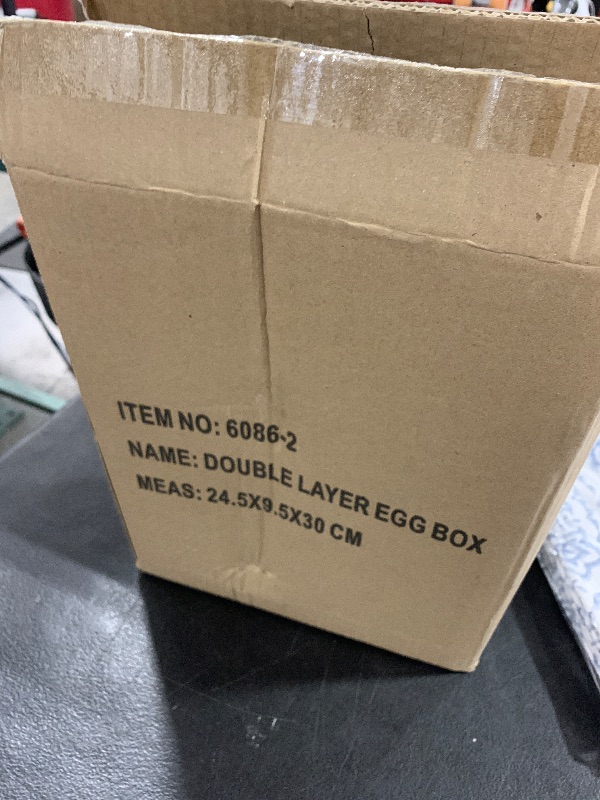 ITEM NO: 6086-2
NAME: DOUBLE LAYER EGG BOX
MEAS: 24.5X9.5X30 CM